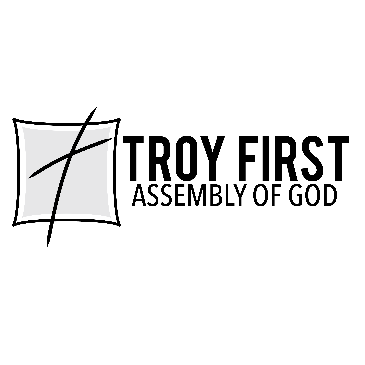 TROY FIRST
ASSEMBLY OF GOD